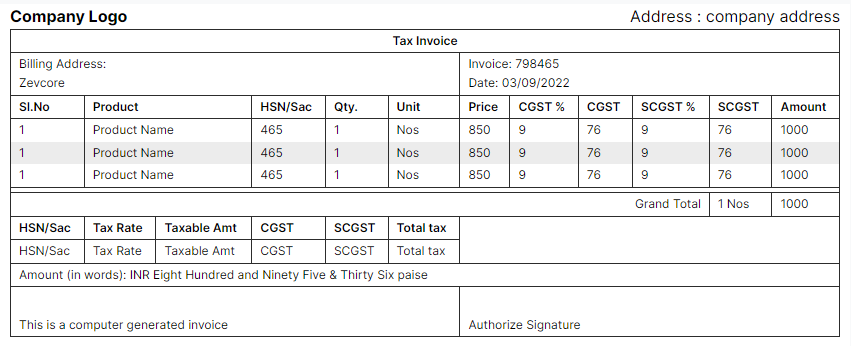 Company Logo Address : company address
Tax Invoice
Billing Address: Invoice: 798465
Zevcore Date: 03/09/2022
Sl.No Product HSN/Sac Qty. Unit Price CGST % CGST SCGST % SCGST Amount
1 Product Name 465 1 Nos 850 9 76 9 76 1000
1 Product Name 465 1 Nos 850 9 76 9 76 1000
1 Product Name 465 1 Nos 850 9 76 9 76 1000
Grand Total 1 Nos 1000
HSN/Sac Tax Rate Taxable Amt CGST SCGST Total tax
HSN/Sac Tax Rate Taxable Amt CGST SCGST Total tax
Amount (in words): INR Eight Hundred and Ninety Five & Thirty Six paise
This is a computer generated invoice Authorize Signature